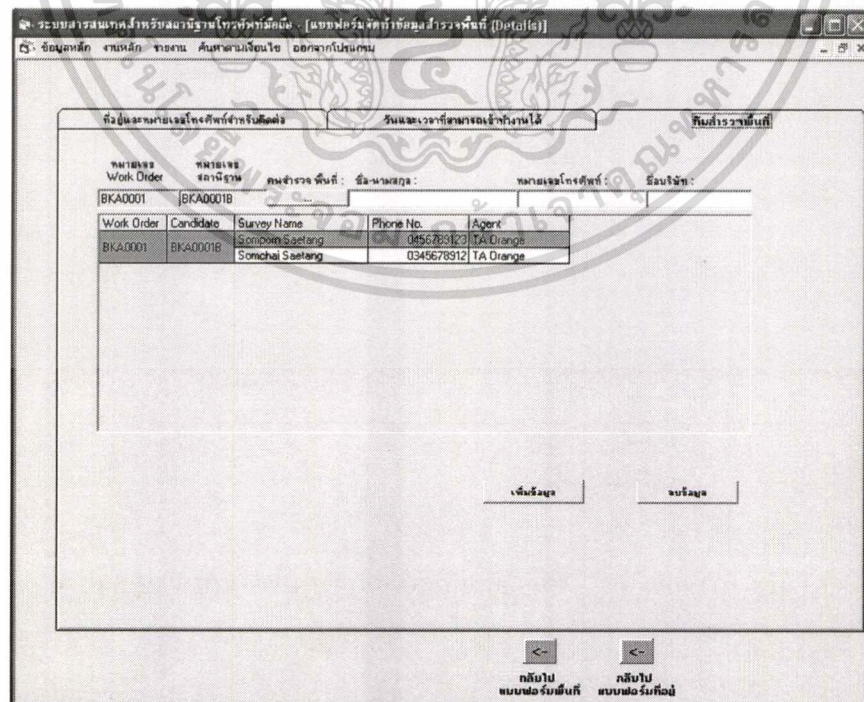 ระบบสารสนเทศสำหรับสถานีฐานโทรศัพท์มือถือ - [แบบฟอร์มจัดทำข้อมูลสำรวจพื้นที่ (Details)]
ข้อมูลหลัก งานหลัก รายงาน ค้นหาตามเงื่อนไข ออกจากโปรแกรม
ที่อยู่และหมายเลขโทรศัพท์สำหรับติดต่อ วันและเวลาที่สามารถเข้าทำงานได้ ทีมสำรวจพื้นที่
หมายเลข หมายเลข
Work Order สถานีฐาน คนสำรวจ พื้นที่ : ชื่อ-นามสกุล : หมายเลขโทรศัพท์ : ชื่อบริษัท :
BKA0001 BKA0001B ...
Work Order Candidate Survey Name Phone No. Agent
BKA0001 BKA0001B Somporn Saetang 0456789123 TA Orange
Somchai Saetang 0345678912 TA Orange
เพิ่มข้อมูล ลบข้อมูล
<- <-
กลับไป กลับไป
แบบฟอร์มพื้นที่ แบบฟอร์มที่อยู่